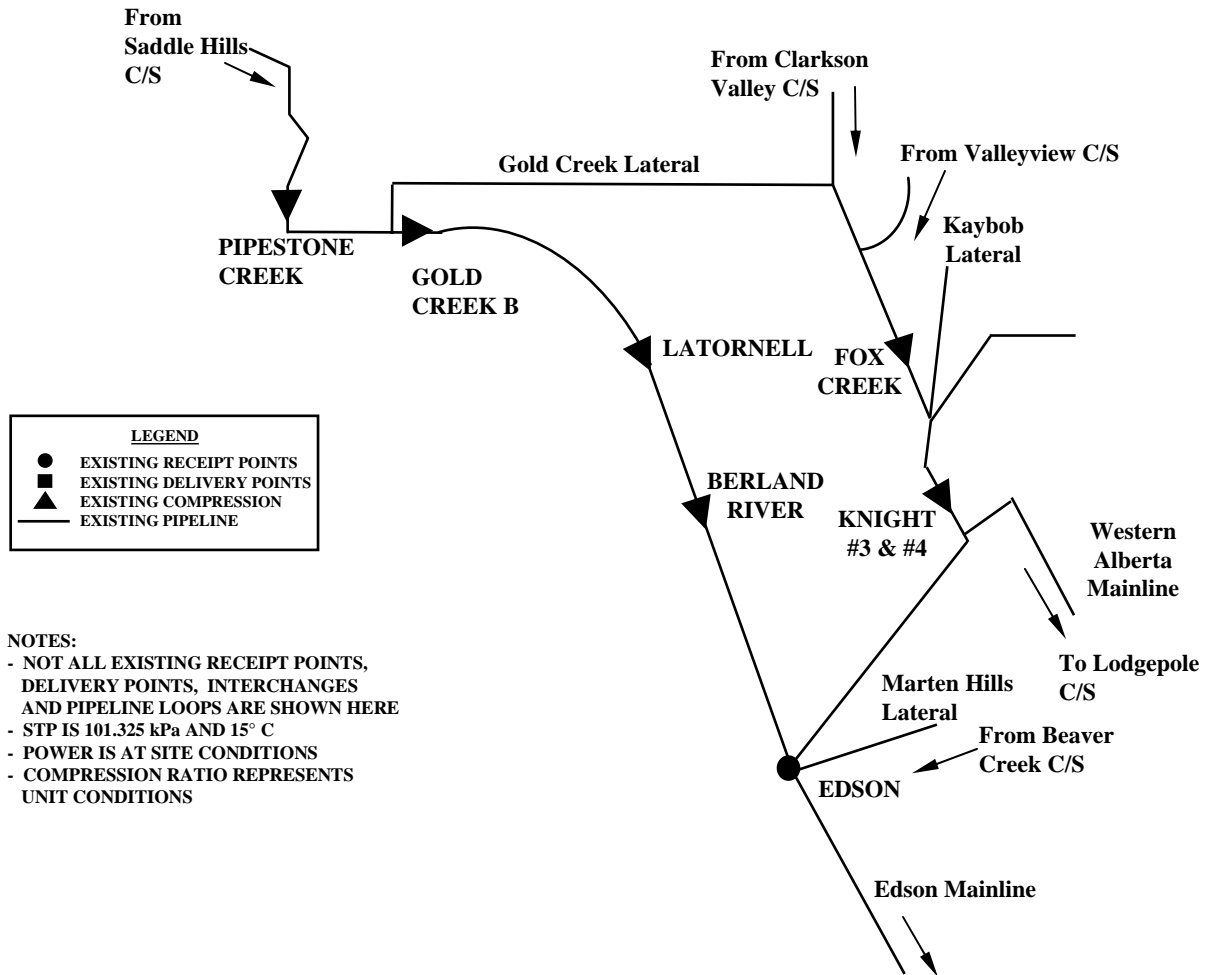 From
Saddle Hills
C/S
From Clarkson
Valley C/S
From Valleyview C/S
Gold Creek Lateral
Kaybob
Lateral
PIPESTONE
CREEK
GOLD
CREEK B
LATORNELL
FOX
CREEK
LEGEND
EXISTING RECEIPT POINTS
EXISTING DELIVERY POINTS
EXISTING COMPRESSION
EXISTING PIPELINE
BERLAND
RIVER
KNIGHT
#3 & #4
Western
Alberta
Mainline
NOTES:
- NOT ALL EXISTING RECEIPT POINTS,
DELIVERY POINTS, INTERCHANGES
AND PIPELINE LOOPS ARE SHOWN HERE
- STP IS 101.325 kPa AND 15° C
- POWER IS AT SITE CONDITIONS
- COMPRESSION RATIO REPRESENTS
UNIT CONDITIONS
To Lodgepole
C/S
Marten Hills
Lateral
From Beaver
Creek C/S
EDSON
Edson Mainline